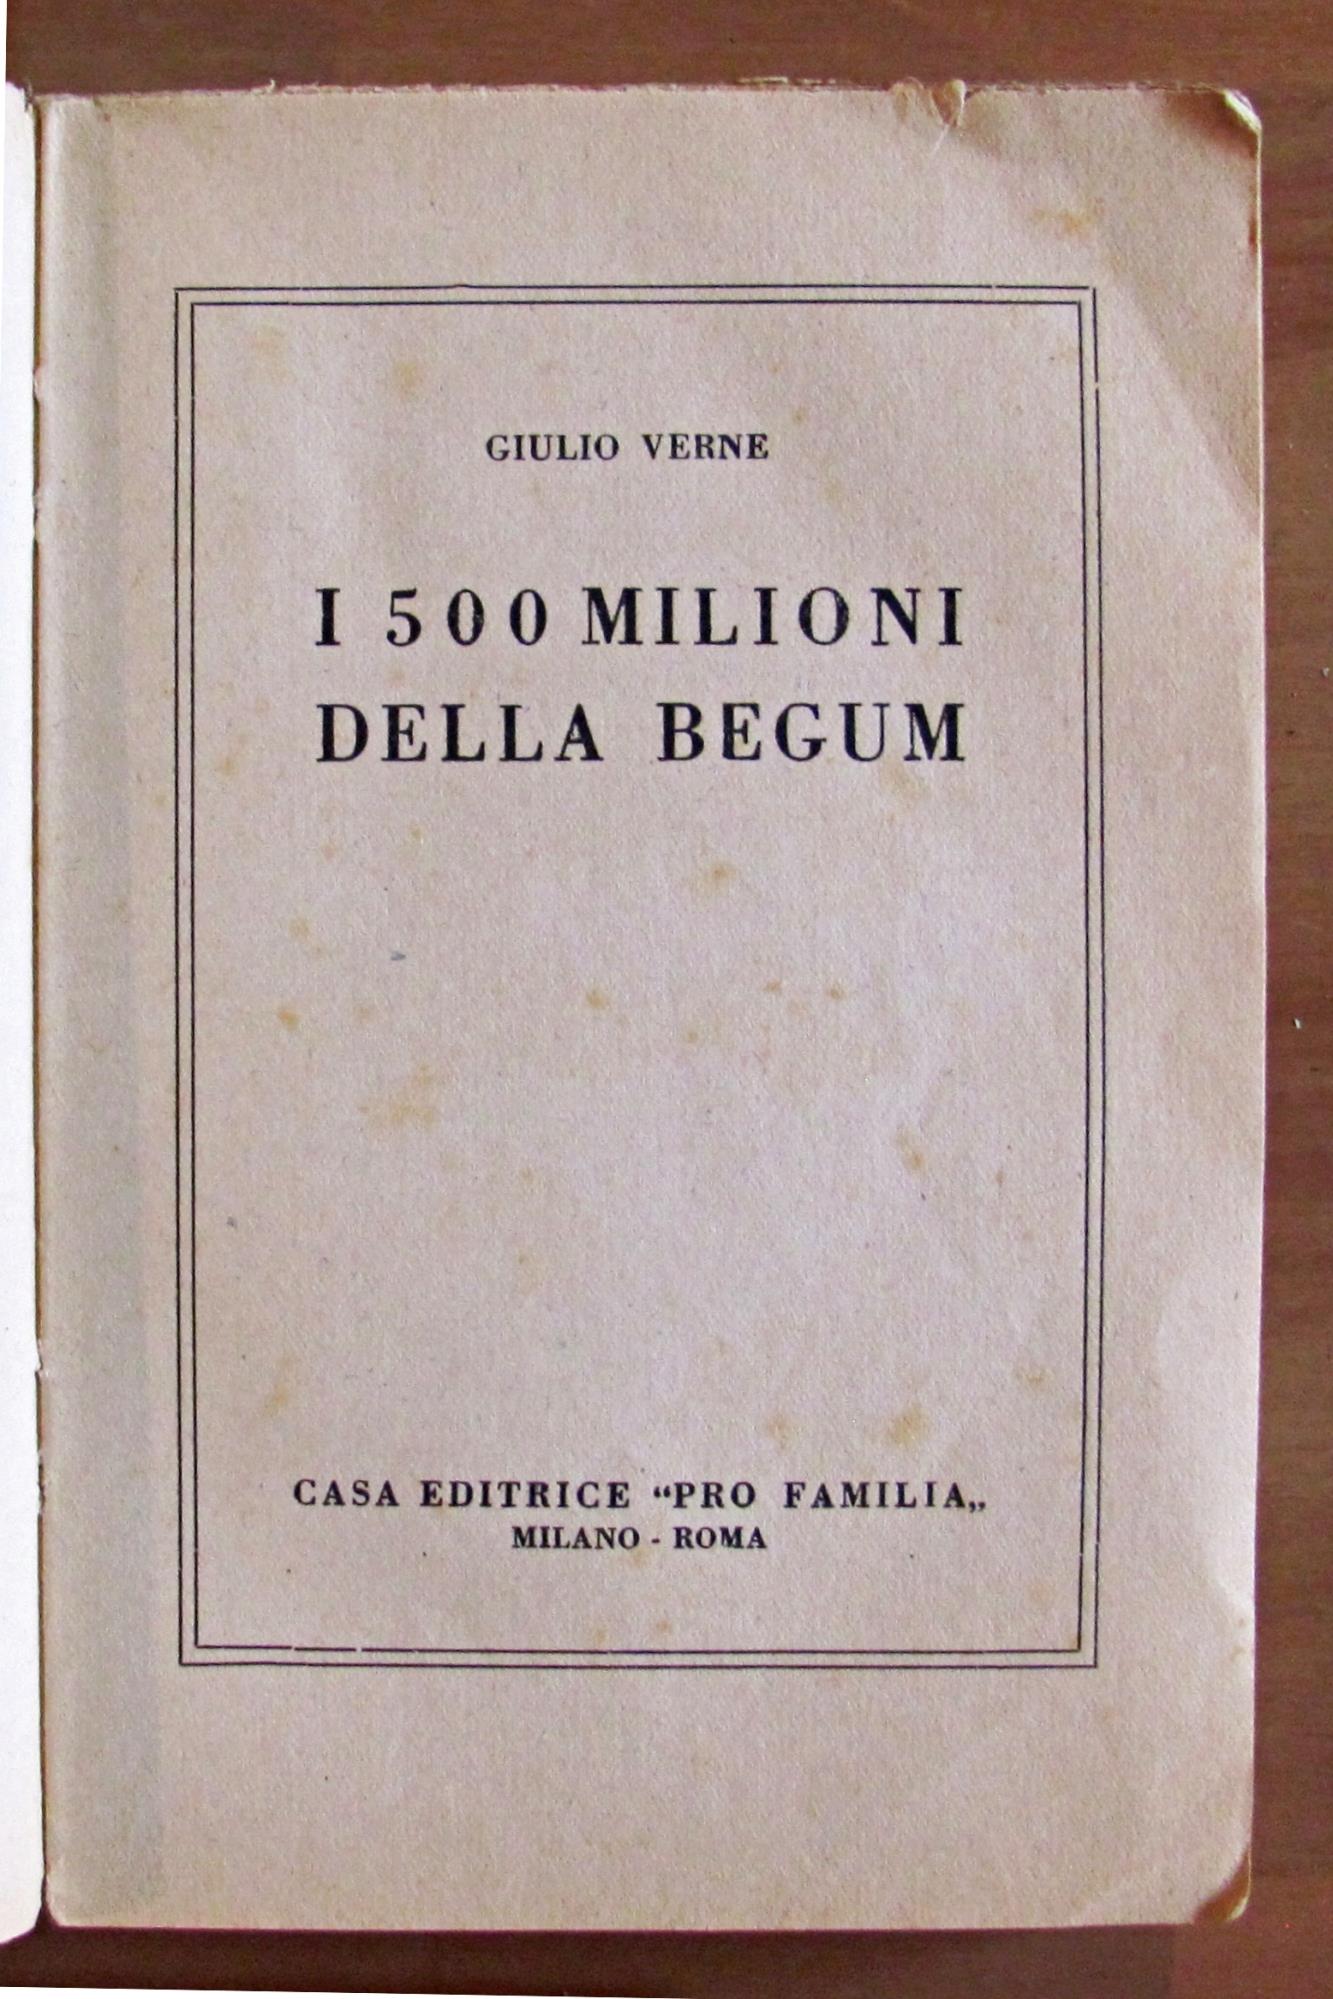 GIULIO VERNE
I 500 MILIONI
DELLA BEGUM
CASA EDITRICE “PRO FAMILIA„
MILANO - ROMA